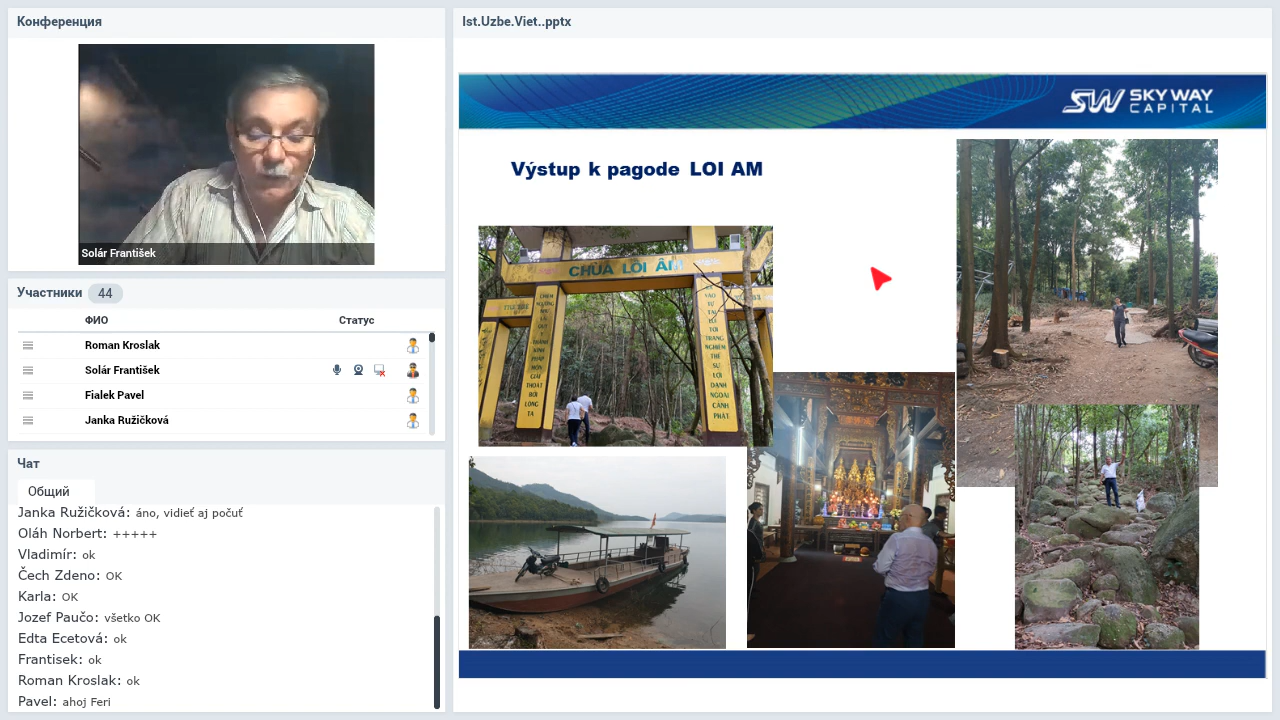 Конференция
Solár František
Участники 44
ФИО Статус
Roman Kroslak
Solár František
Fialek Pavel
Janka Ružičková
Чат
Общий
Janka Ružičková: áno, vidieť aj počuť
Oláh Norbert: +++++
Vladimír: ok
Čech Zdeno: OK
Karla: OK
Jozef Paučo: všetko OK
Edta Ecetová: ok
Frantisek: ok
Roman Kroslak: ok
Pavel: ahoj Feri
Ist.Uzbe.Viet..pptx
SW SKY WAY
CAPITAL
Výstup k pagode LOI AM
CHÙA LÔI ÂM